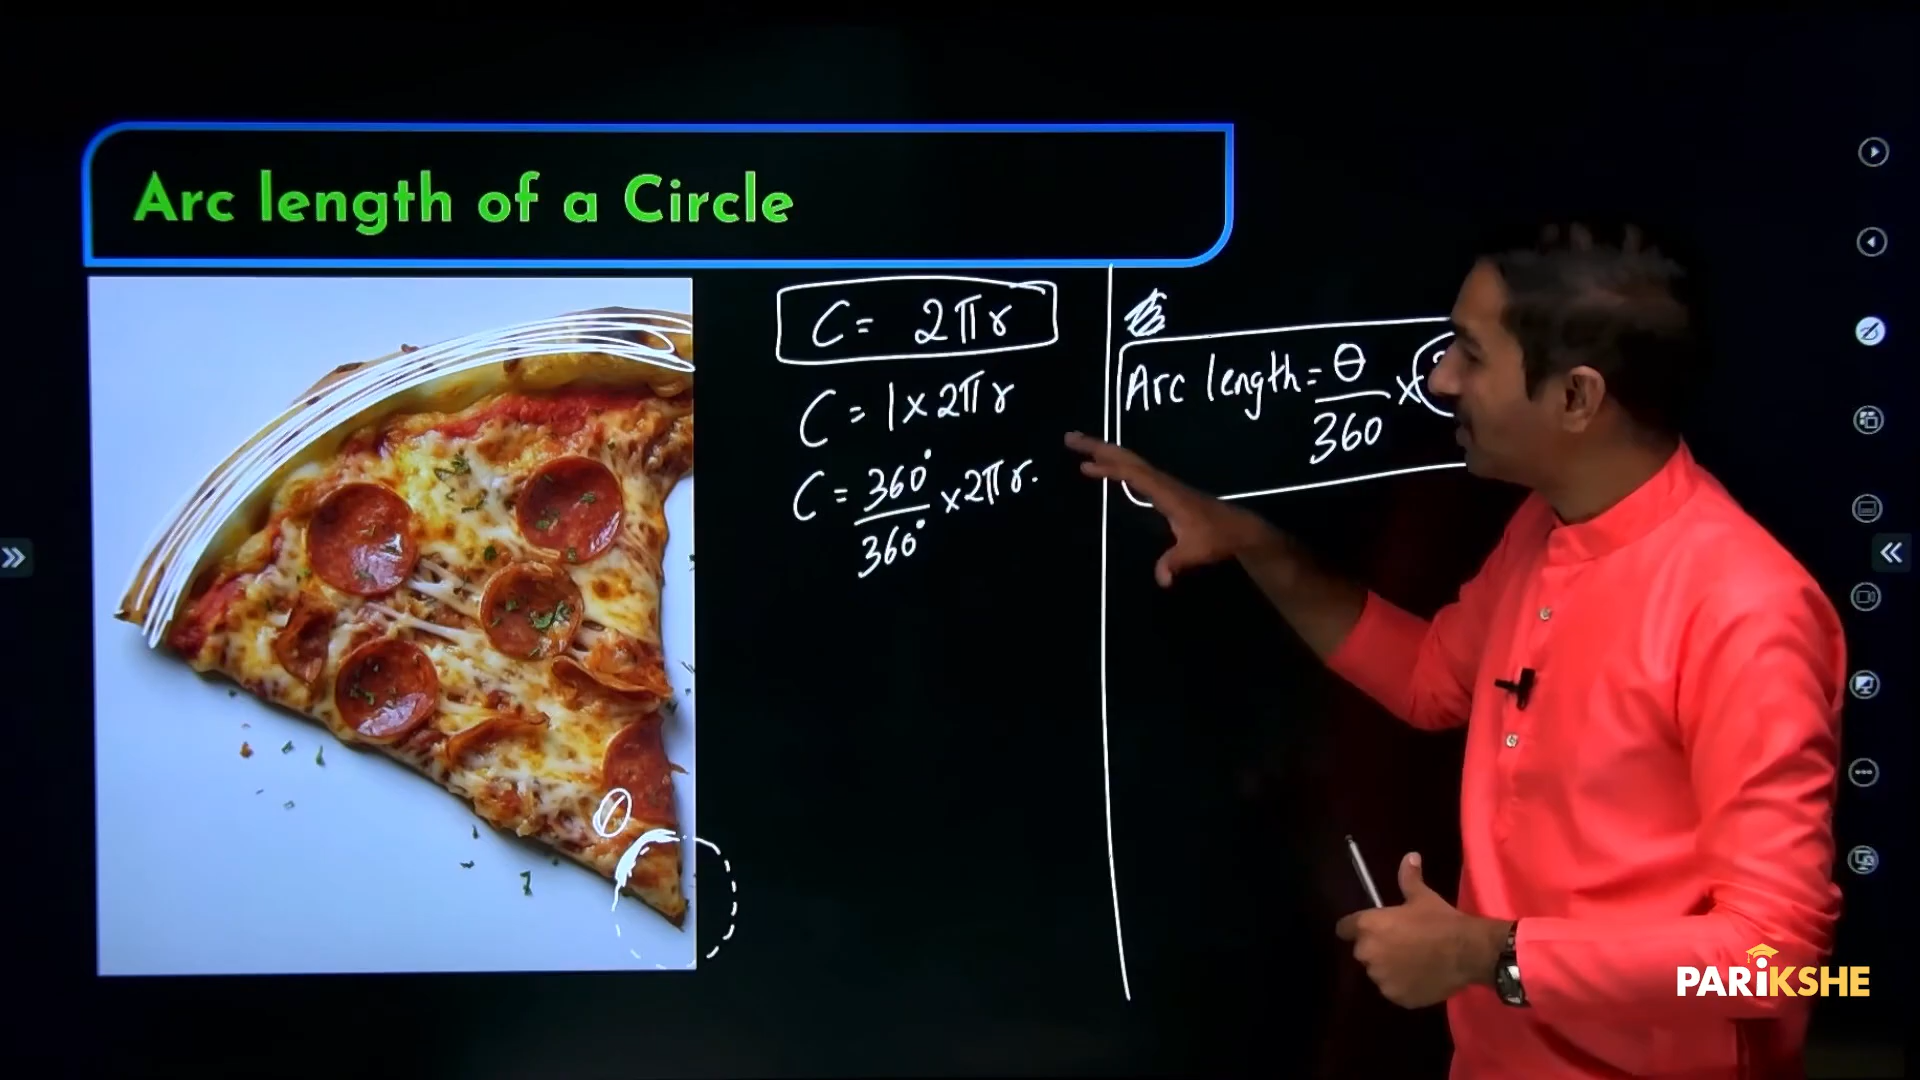 Arc length of a Circle
C = 2πr
C = 1 × 2πr
C = 360°/360° × 2πr.
Arc length = θ/360 ×
PARiKSHE